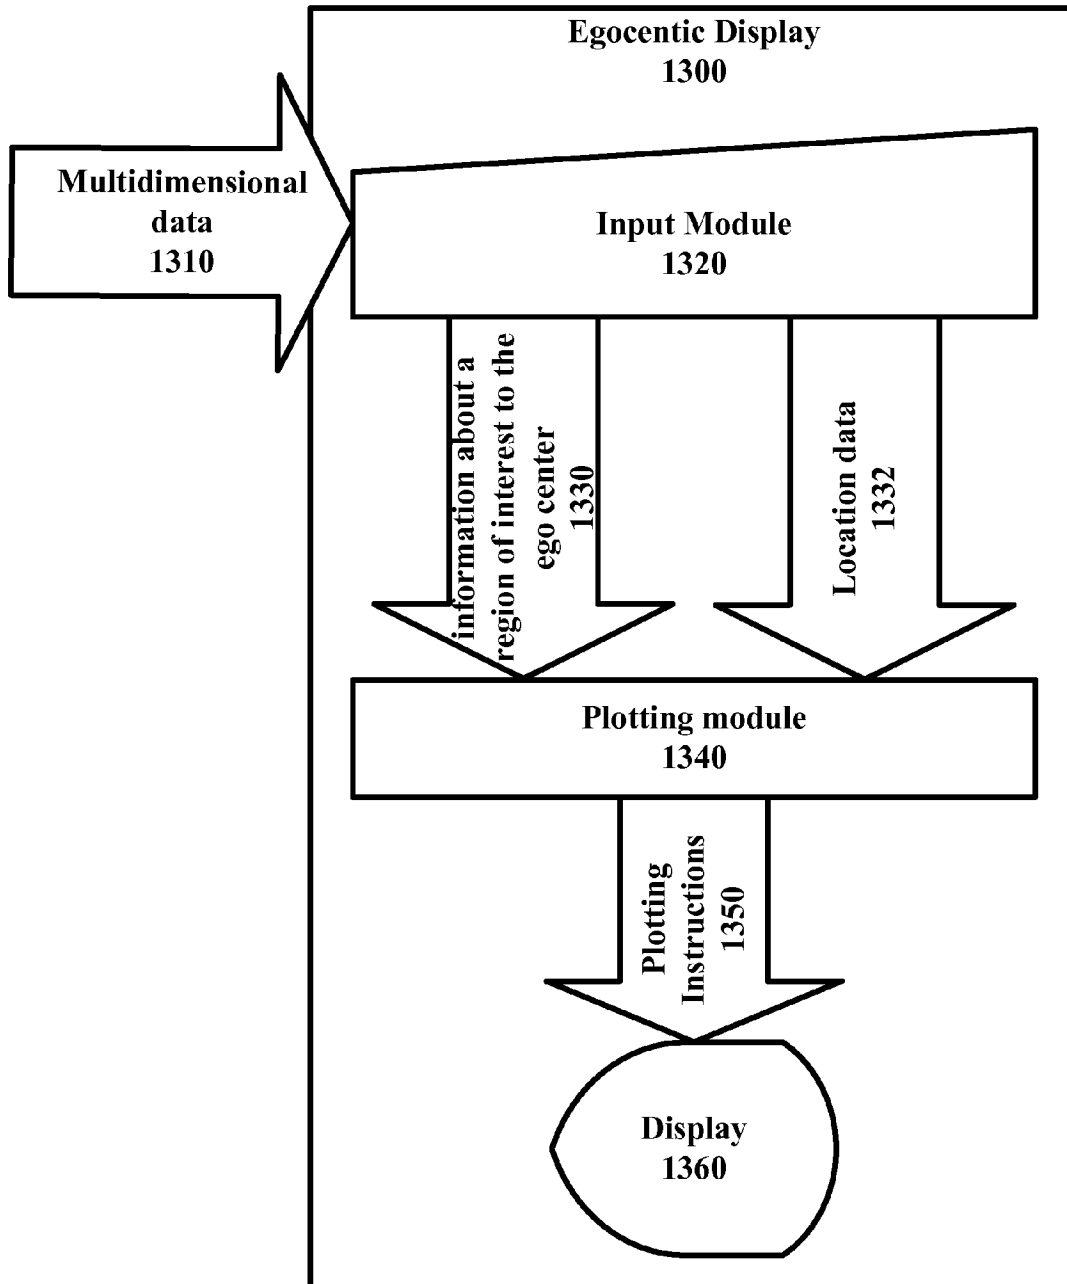 Egocentic Display
1300
Multidimensional
data
1310
Input Module
1320
information about a
region of interest to the
ego center
1330
Location data
1332
Plotting module
1340
Plotting
Instructions
1350
Display
1360